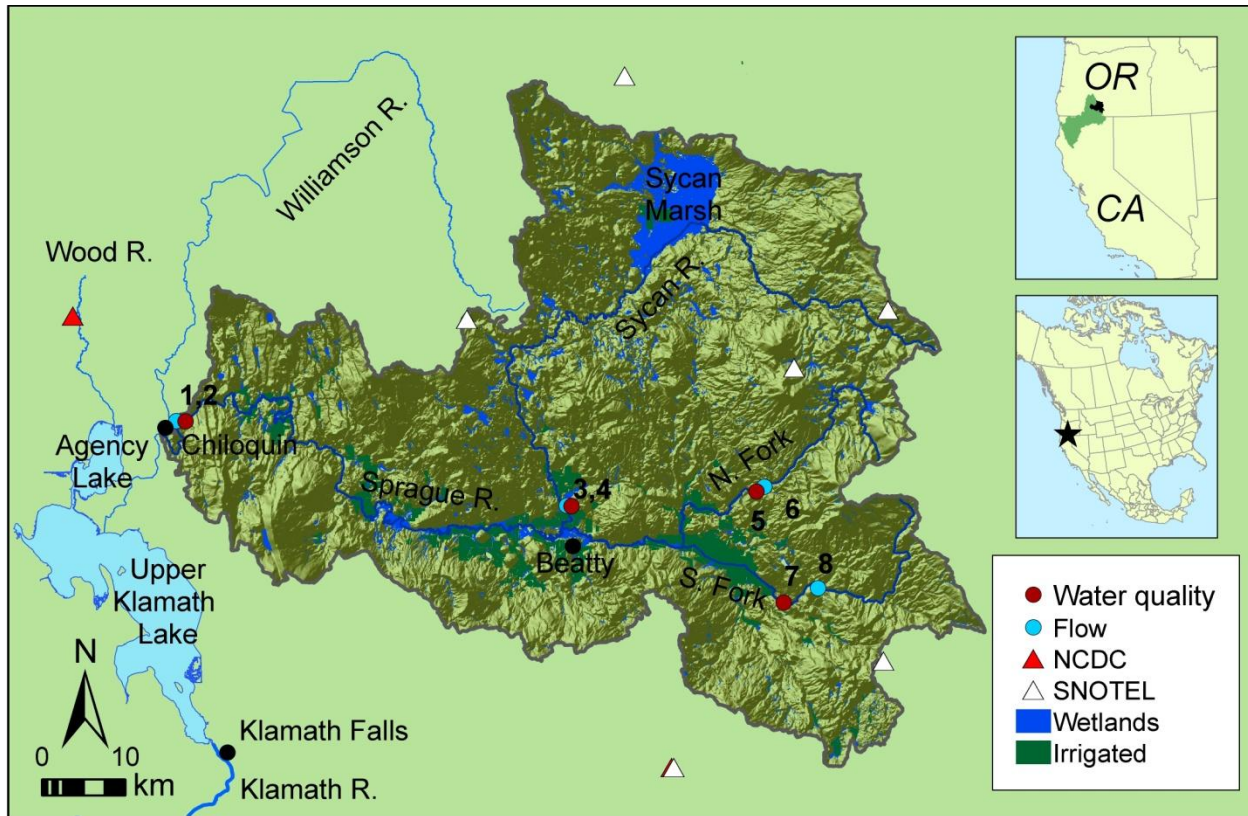 Williamson R.
Wood R.
Sycan
Marsh
Sycan R.
1,2
Agency
Lake
Chiloquin
Sprague R.
3,4
N. Fork
5
6
Beatty
S. Fork
7
8
Upper
Klamath
Lake
N
0 10
km
Klamath Falls
Klamath R.
OR
CA
Water quality
Flow
NCDC
SNOTEL
Wetlands
Irrigated